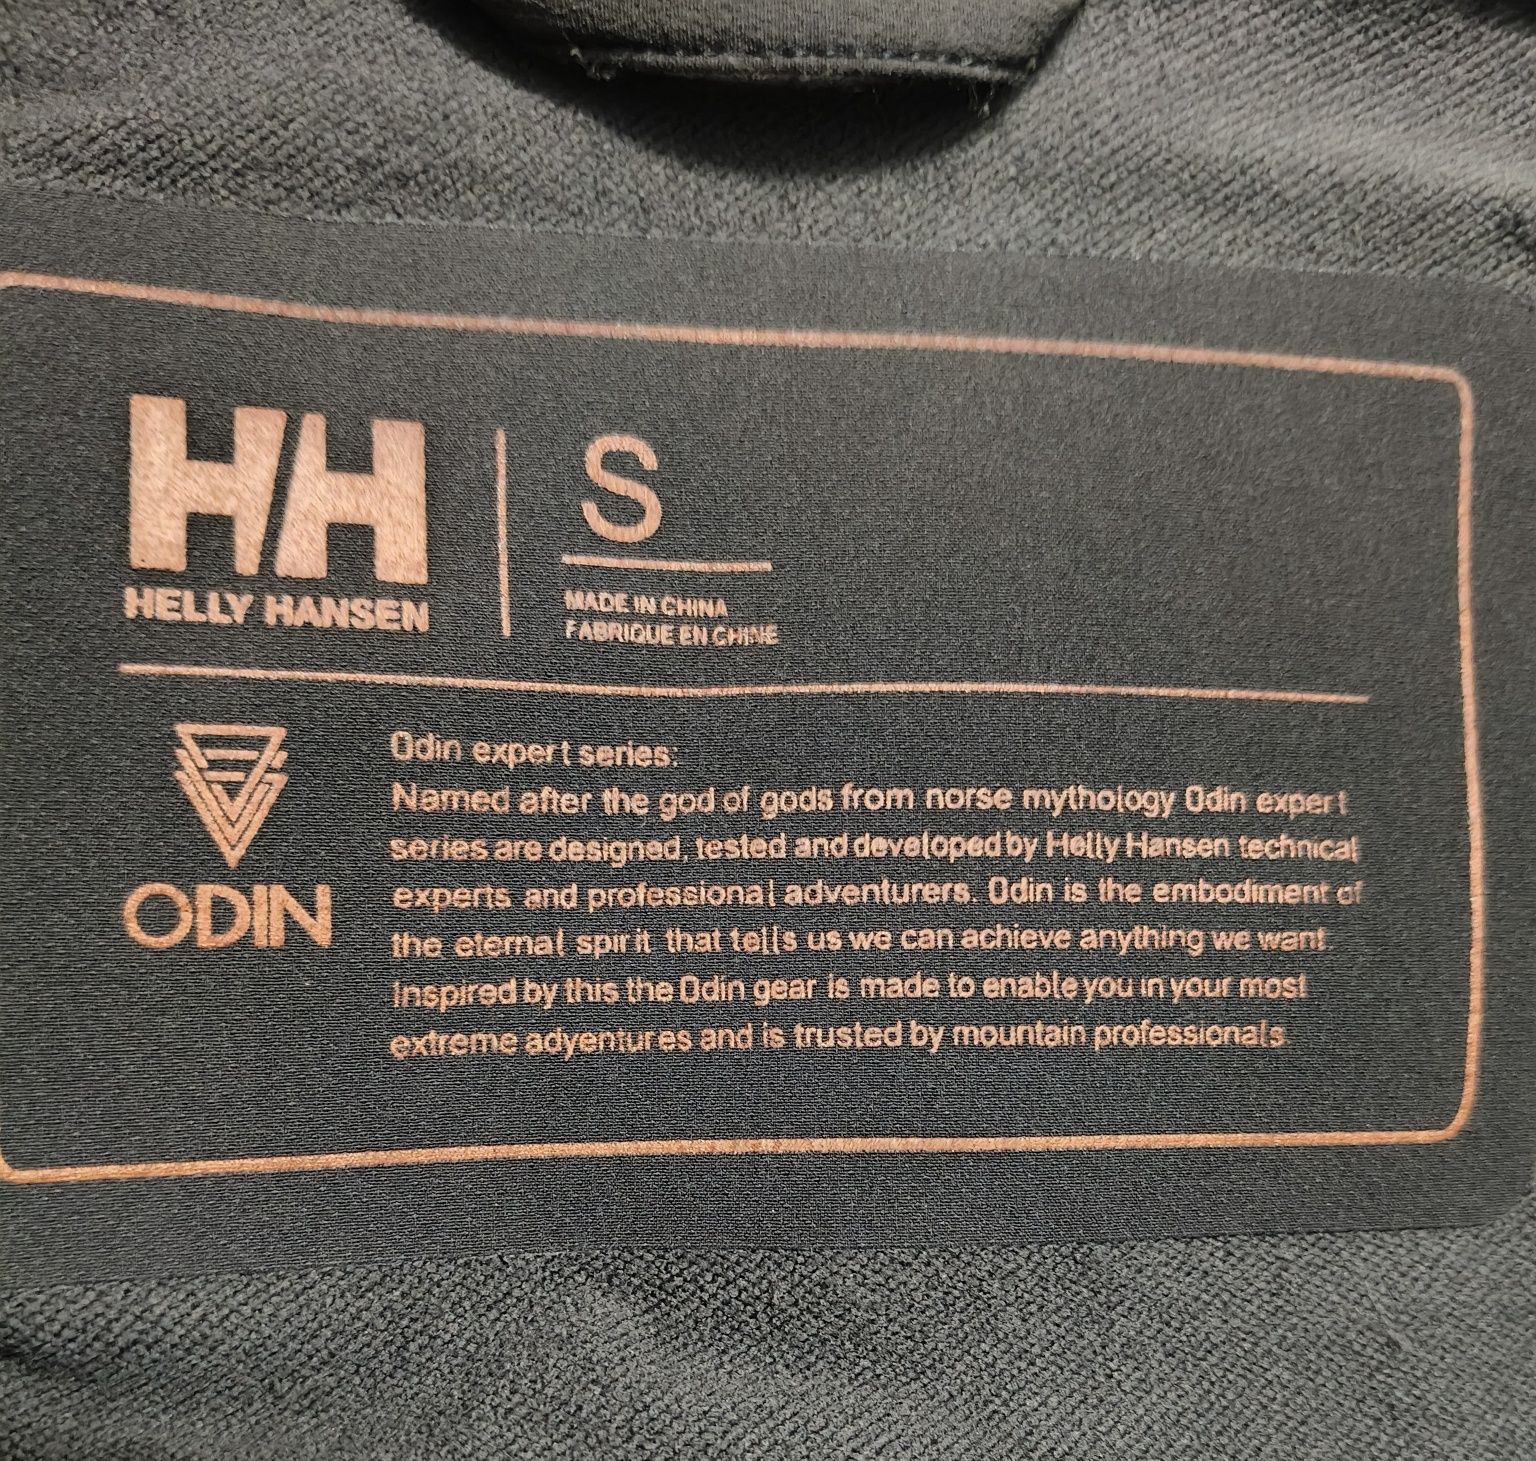 HH
HELLY HANSEN
S
MADE IN CHINA
FABRIQUE EN CHINE
ODIN
Odin expert series:
Named after the god of gods from norse mythology Odin expert
series are designed, tested and developed by Helly Hansen technical
experts and professional adventurers. Odin is the embodiment of
the eternal spirit that tells us we can achieve anything we want.
Inspired by this the Odin gear is made to enable you in your most
extreme adventures and is trusted by mountain professionals.